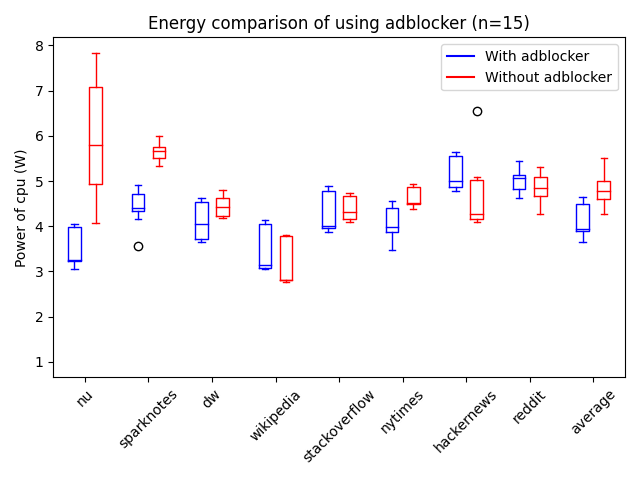 Energy comparison of using adblocker (n=15)
With adblocker
Without adblocker
Power of cpu (W)
8
7
6
5
4
3
2
1
nu
sparknotes
dw
wikipedia
stackoverflow
nytimes
hackernews
reddit
average